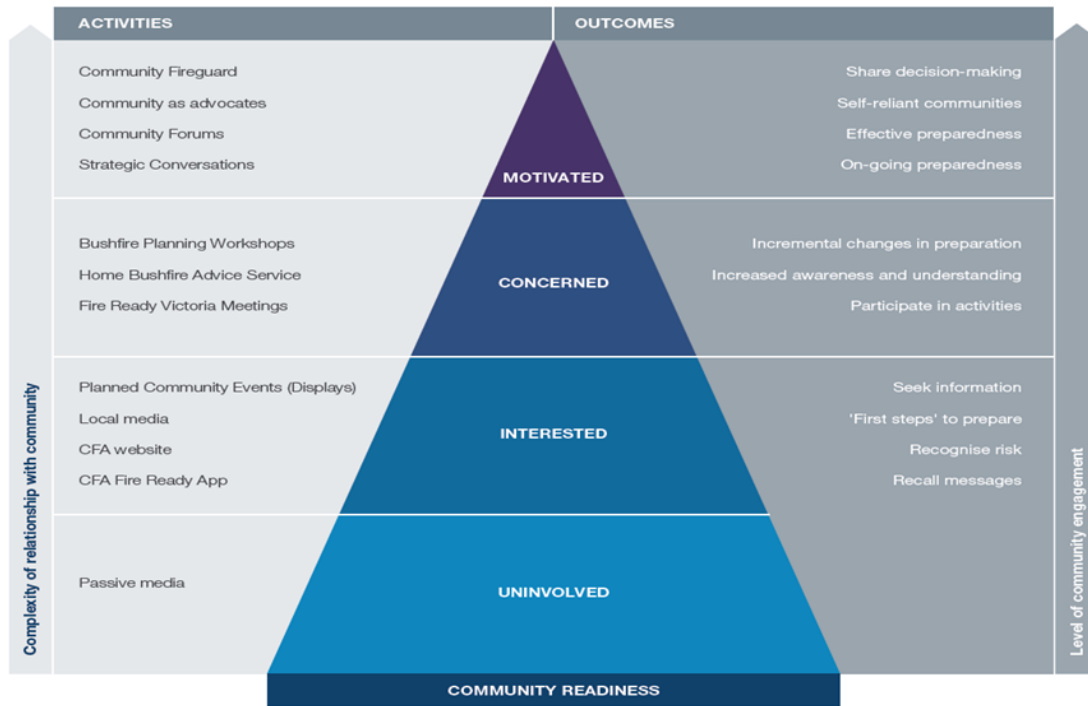 ACTIVITIES
OUTCOMES
Community Fireguard
Community as advocates
Community Forums
Strategic Conversations
MOTIVATED
Share decision-making
Self-reliant communities
Effective preparedness
On-going preparedness
Bushfire Planning Workshops
Home Bushfire Advice Service
Fire Ready Victoria Meetings
CONCERNED
Incremental changes in preparation
Increased awareness and understanding
Participate in activities
Planned Community Events (Displays)
Local media
CFA website
CFA Fire Ready App
INTERESTED
Seek information
'First steps' to prepare
Recognise risk
Recall messages
Passive media
UNINVOLVED
COMMUNITY READINESS
Complexity of relationship with community
Level of community engagement